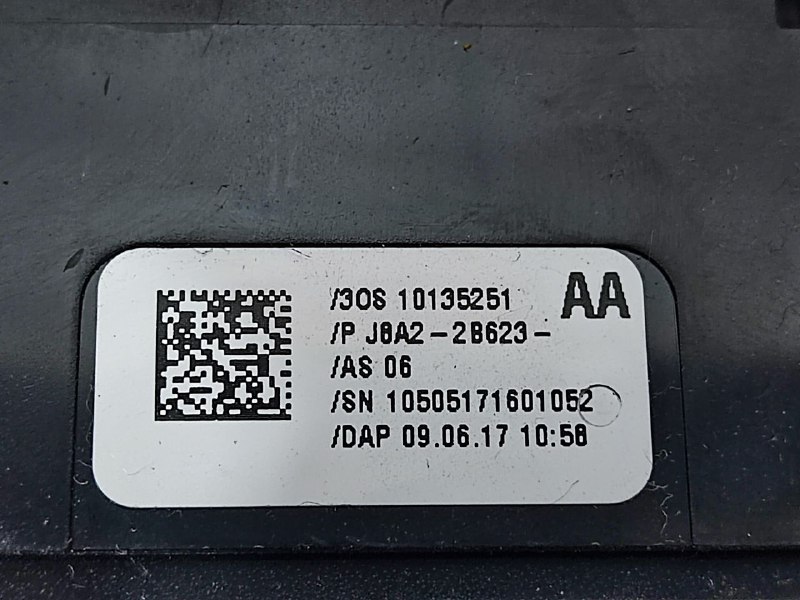 /3OS 10135251
AA
/P J8A2-2B623-
/AS 06
/SN 10505171601052
/DAP 09.06.17 10:58